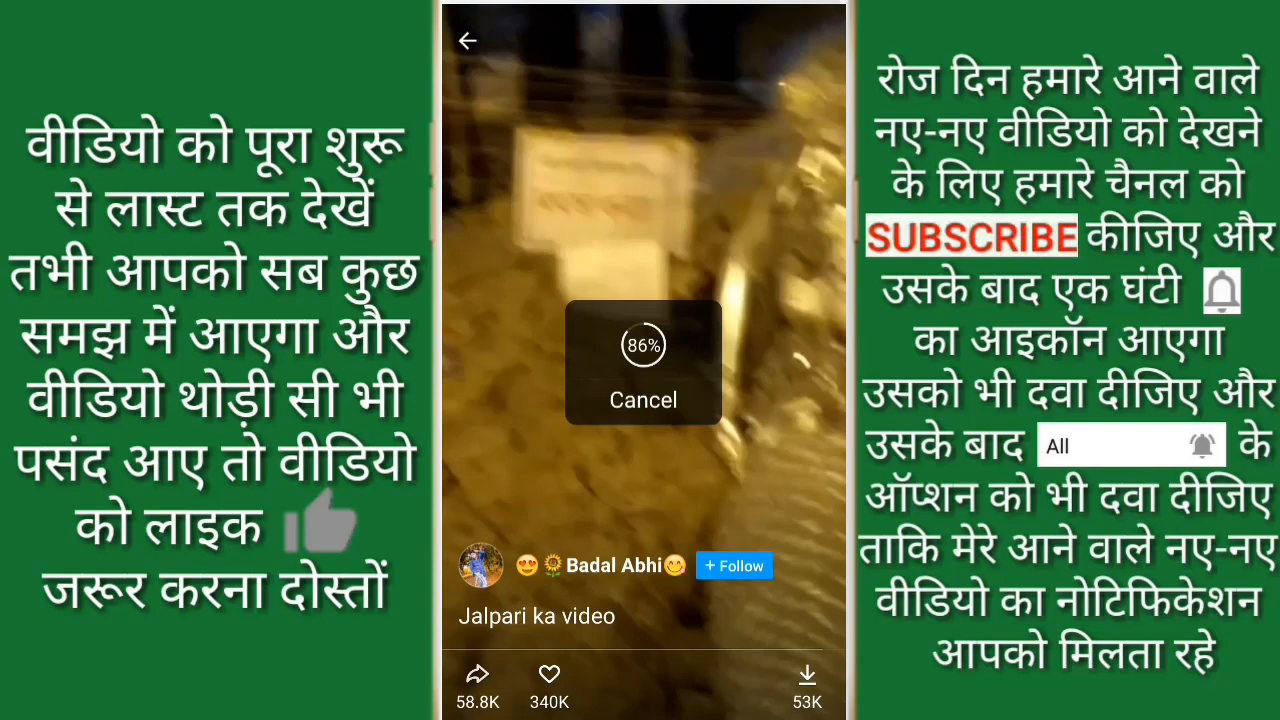 वीडियो को पूरा शुरू
से लास्ट तक देखें
तभी आपको सब कुछ
समझ में आएगा और
वीडियो थोड़ी सी भी
पसंद आए तो वीडियो
को लाइक
जरूर करना दोस्तों
86%
Cancel
Badal Abhi
+ Follow
Jalpari ka video
58.8K 340K 53K
रोज दिन हमारे आने वाले
नए-नए वीडियो को देखने
के लिए हमारे चैनल को
SUBSCRIBE कीजिए और
उसके बाद एक घंटी
का आइकॉन आएगा
उसको भी दवा दीजिए और
उसके बाद All के
ऑप्शन को भी दवा दीजिए
ताकि मेरे आने वाले नए-नए
वीडियो का नोटिफिकेशन
आपको मिलता रहे